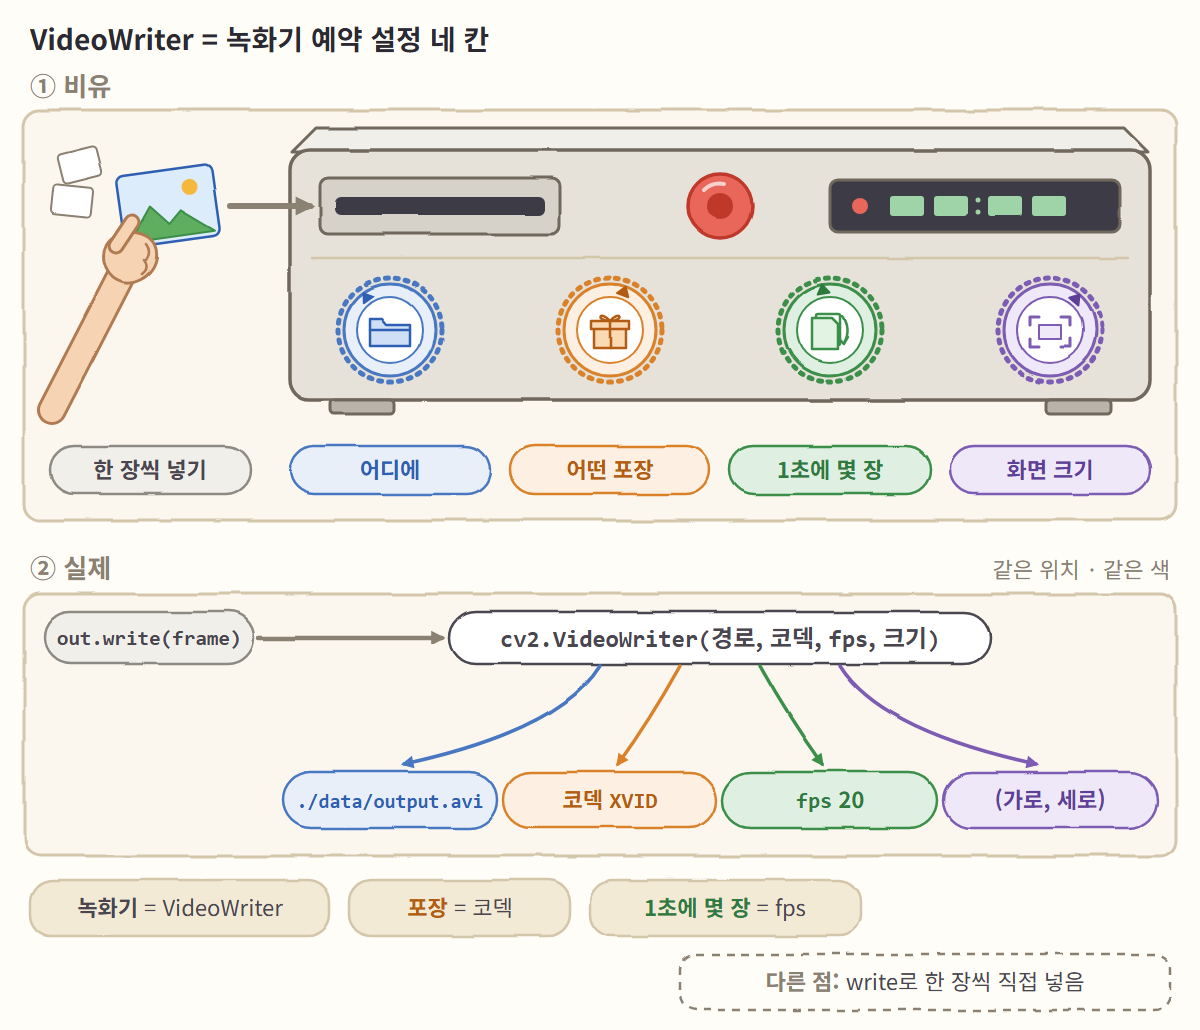 VideoWriter = 녹화기 예약 설정 네 칸
① 비유
한 장씩 넣기
어디에
어떤 포장
1초에 몇 장
화면 크기
② 실제
같은 위치 · 같은 색
out.write(frame)
cv2.VideoWriter(경로, 코덱, fps, 크기)
./data/output.avi
코덱 XVID
fps 20
(가로, 세로)
녹화기 = VideoWriter
포장 = 코덱
1초에 몇 장 = fps
다른 점: write로 한 장씩 직접 넣음